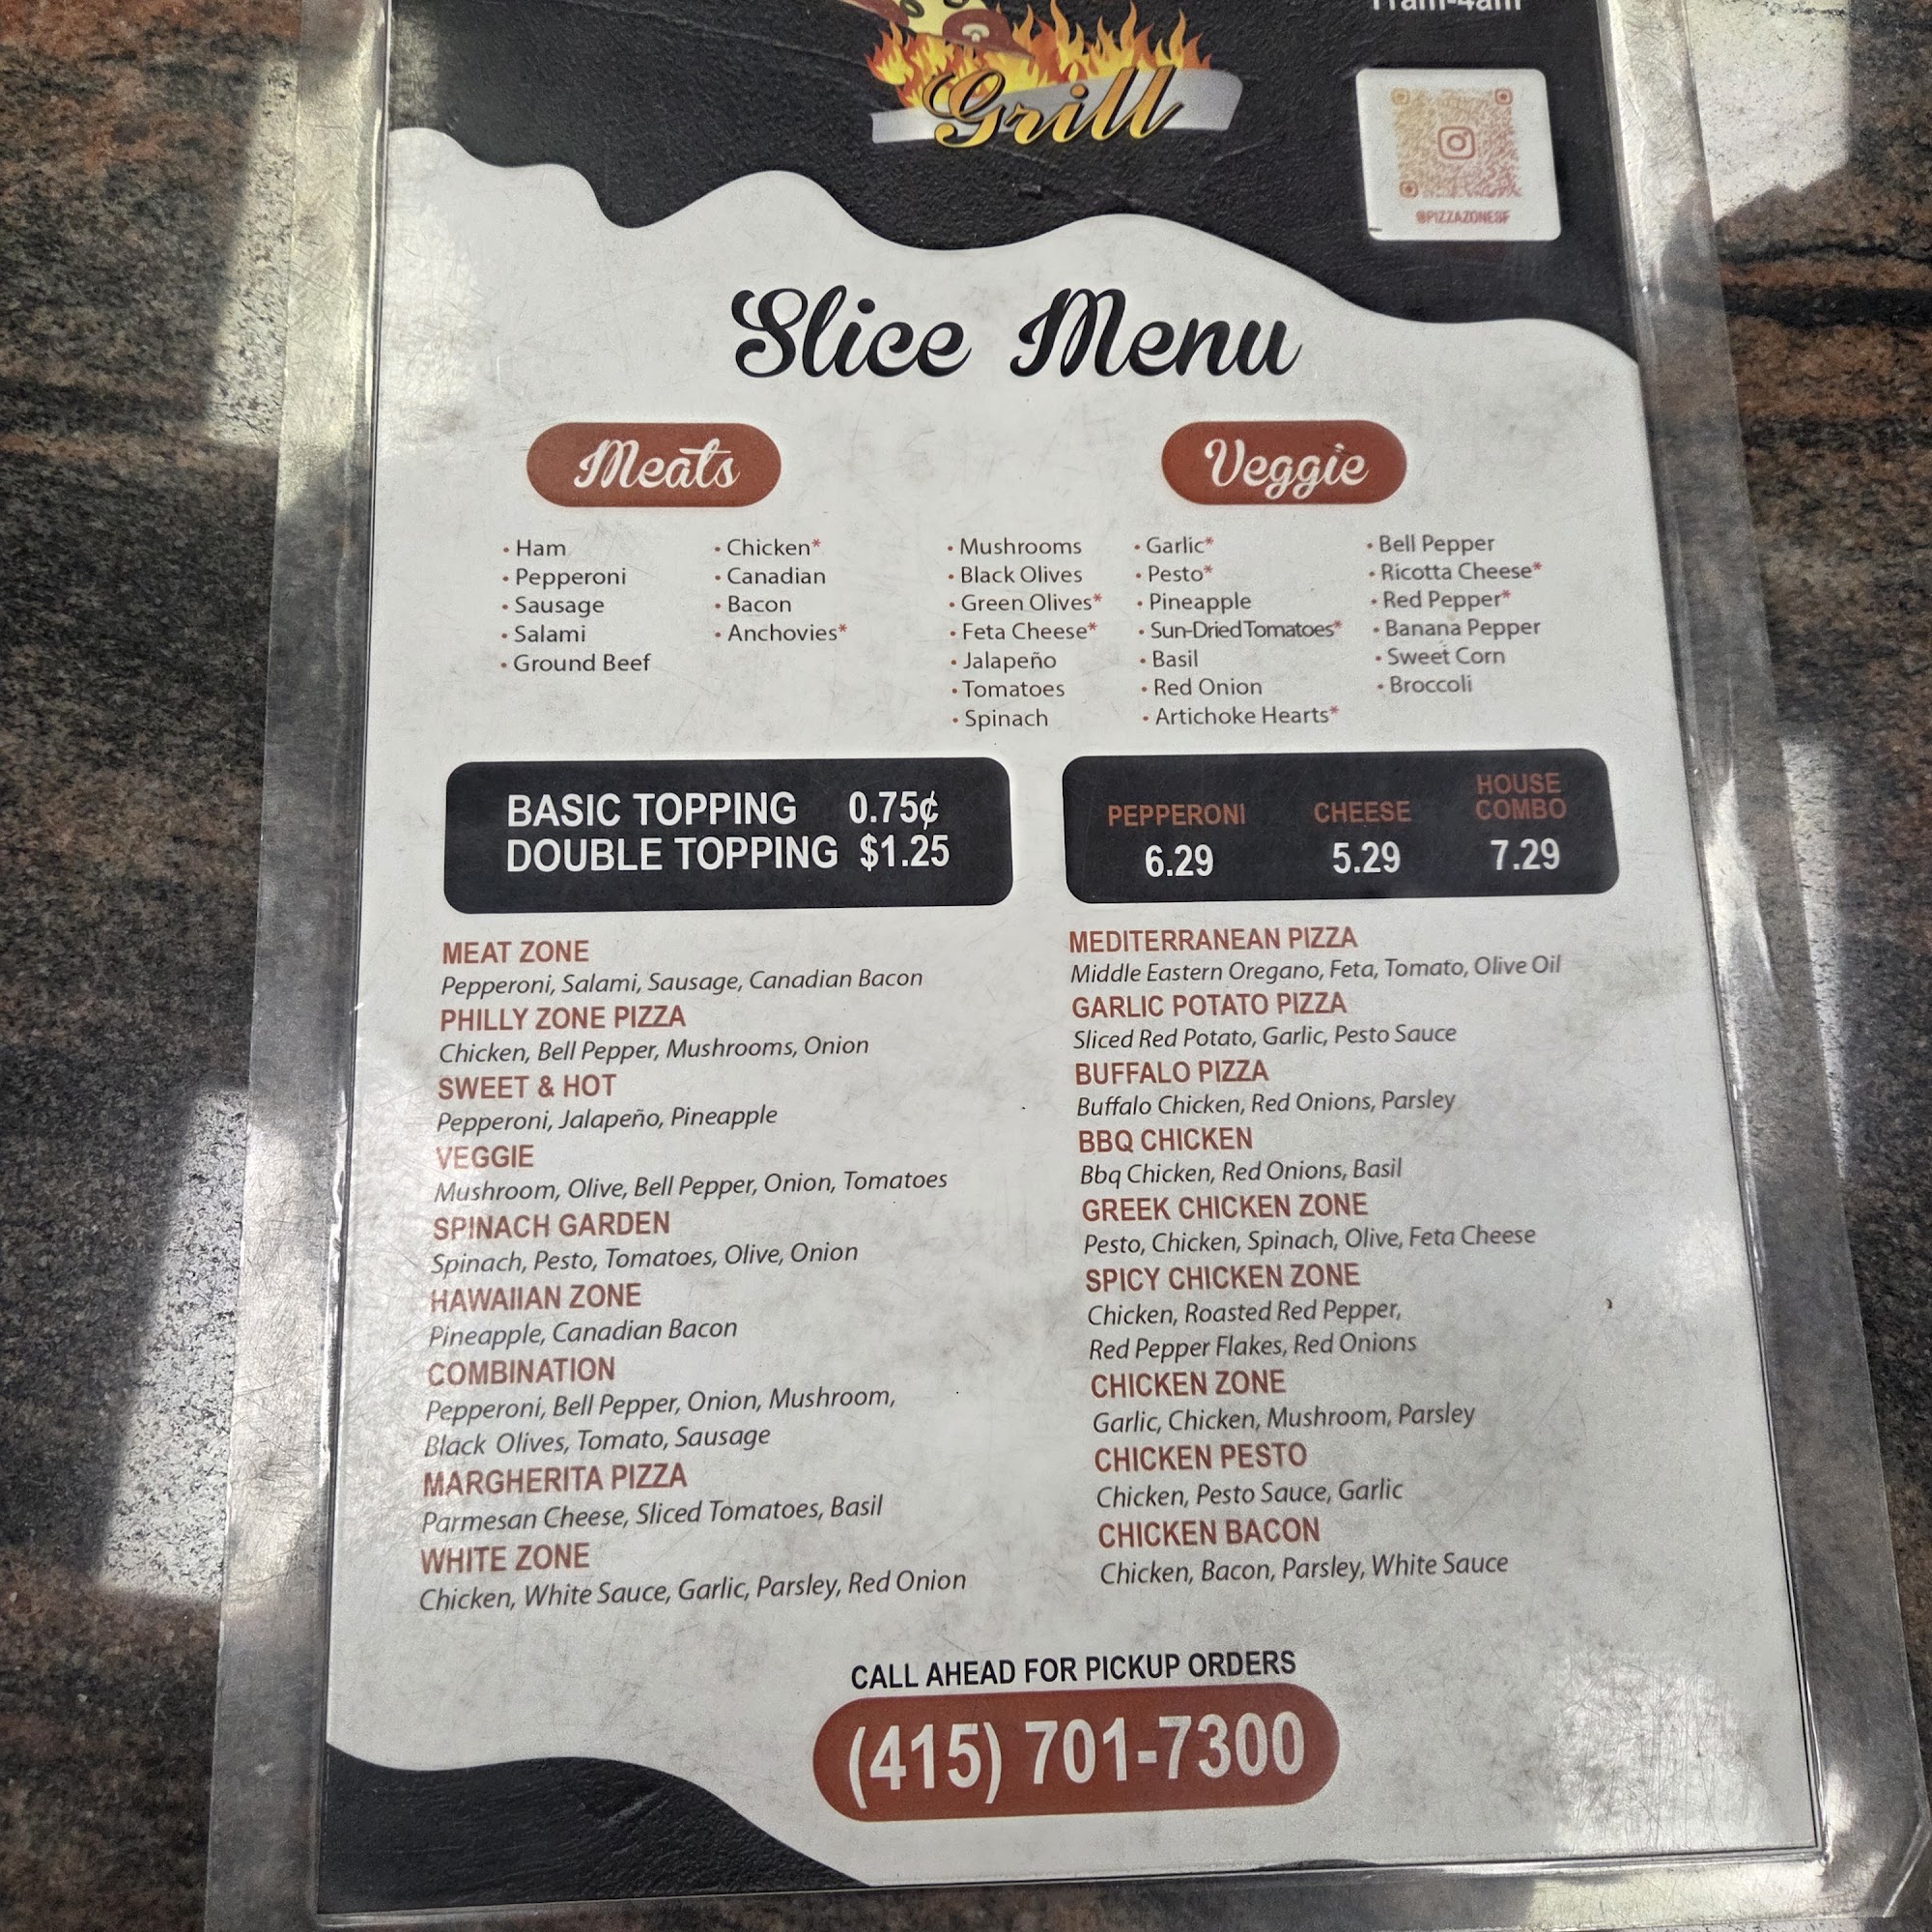 11am-4am
Grill
@PIZZAZONESF
Slice Menu
Meats
• Ham
• Pepperoni
• Sausage
• Salami
• Ground Beef
• Chicken*
• Canadian
• Bacon
• Anchovies*
Veggie
• Mushrooms
• Black Olives
• Green Olives*
• Feta Cheese*
• Jalapeño
• Tomatoes
• Spinach
• Garlic*
• Pesto*
• Pineapple
• Sun-Dried Tomatoes*
• Basil
• Red Onion
• Artichoke Hearts*
• Bell Pepper
• Ricotta Cheese*
• Red Pepper*
• Banana Pepper
• Sweet Corn
• Broccoli
BASIC TOPPING 0.75¢
DOUBLE TOPPING $1.25
PEPPERONI
6.29
CHEESE
5.29
HOUSE
COMBO
7.29
MEAT ZONE
Pepperoni, Salami, Sausage, Canadian Bacon
PHILLY ZONE PIZZA
Chicken, Bell Pepper, Mushrooms, Onion
SWEET & HOT
Pepperoni, Jalapeño, Pineapple
VEGGIE
Mushroom, Olive, Bell Pepper, Onion, Tomatoes
SPINACH GARDEN
Spinach, Pesto, Tomatoes, Olive, Onion
HAWAIIAN ZONE
Pineapple, Canadian Bacon
COMBINATION
Pepperoni, Bell Pepper, Onion, Mushroom,
Black Olives, Tomato, Sausage
MARGHERITA PIZZA
Parmesan Cheese, Sliced Tomatoes, Basil
WHITE ZONE
Chicken, White Sauce, Garlic, Parsley, Red Onion
MEDITERRANEAN PIZZA
Middle Eastern Oregano, Feta, Tomato, Olive Oil
GARLIC POTATO PIZZA
Sliced Red Potato, Garlic, Pesto Sauce
BUFFALO PIZZA
Buffalo Chicken, Red Onions, Parsley
BBQ CHICKEN
Bbq Chicken, Red Onions, Basil
GREEK CHICKEN ZONE
Pesto, Chicken, Spinach, Olive, Feta Cheese
SPICY CHICKEN ZONE
Chicken, Roasted Red Pepper,
Red Pepper Flakes, Red Onions
CHICKEN ZONE
Garlic, Chicken, Mushroom, Parsley
CHICKEN PESTO
Chicken, Pesto Sauce, Garlic
CHICKEN BACON
Chicken, Bacon, Parsley, White Sauce
CALL AHEAD FOR PICKUP ORDERS
(415) 701-7300